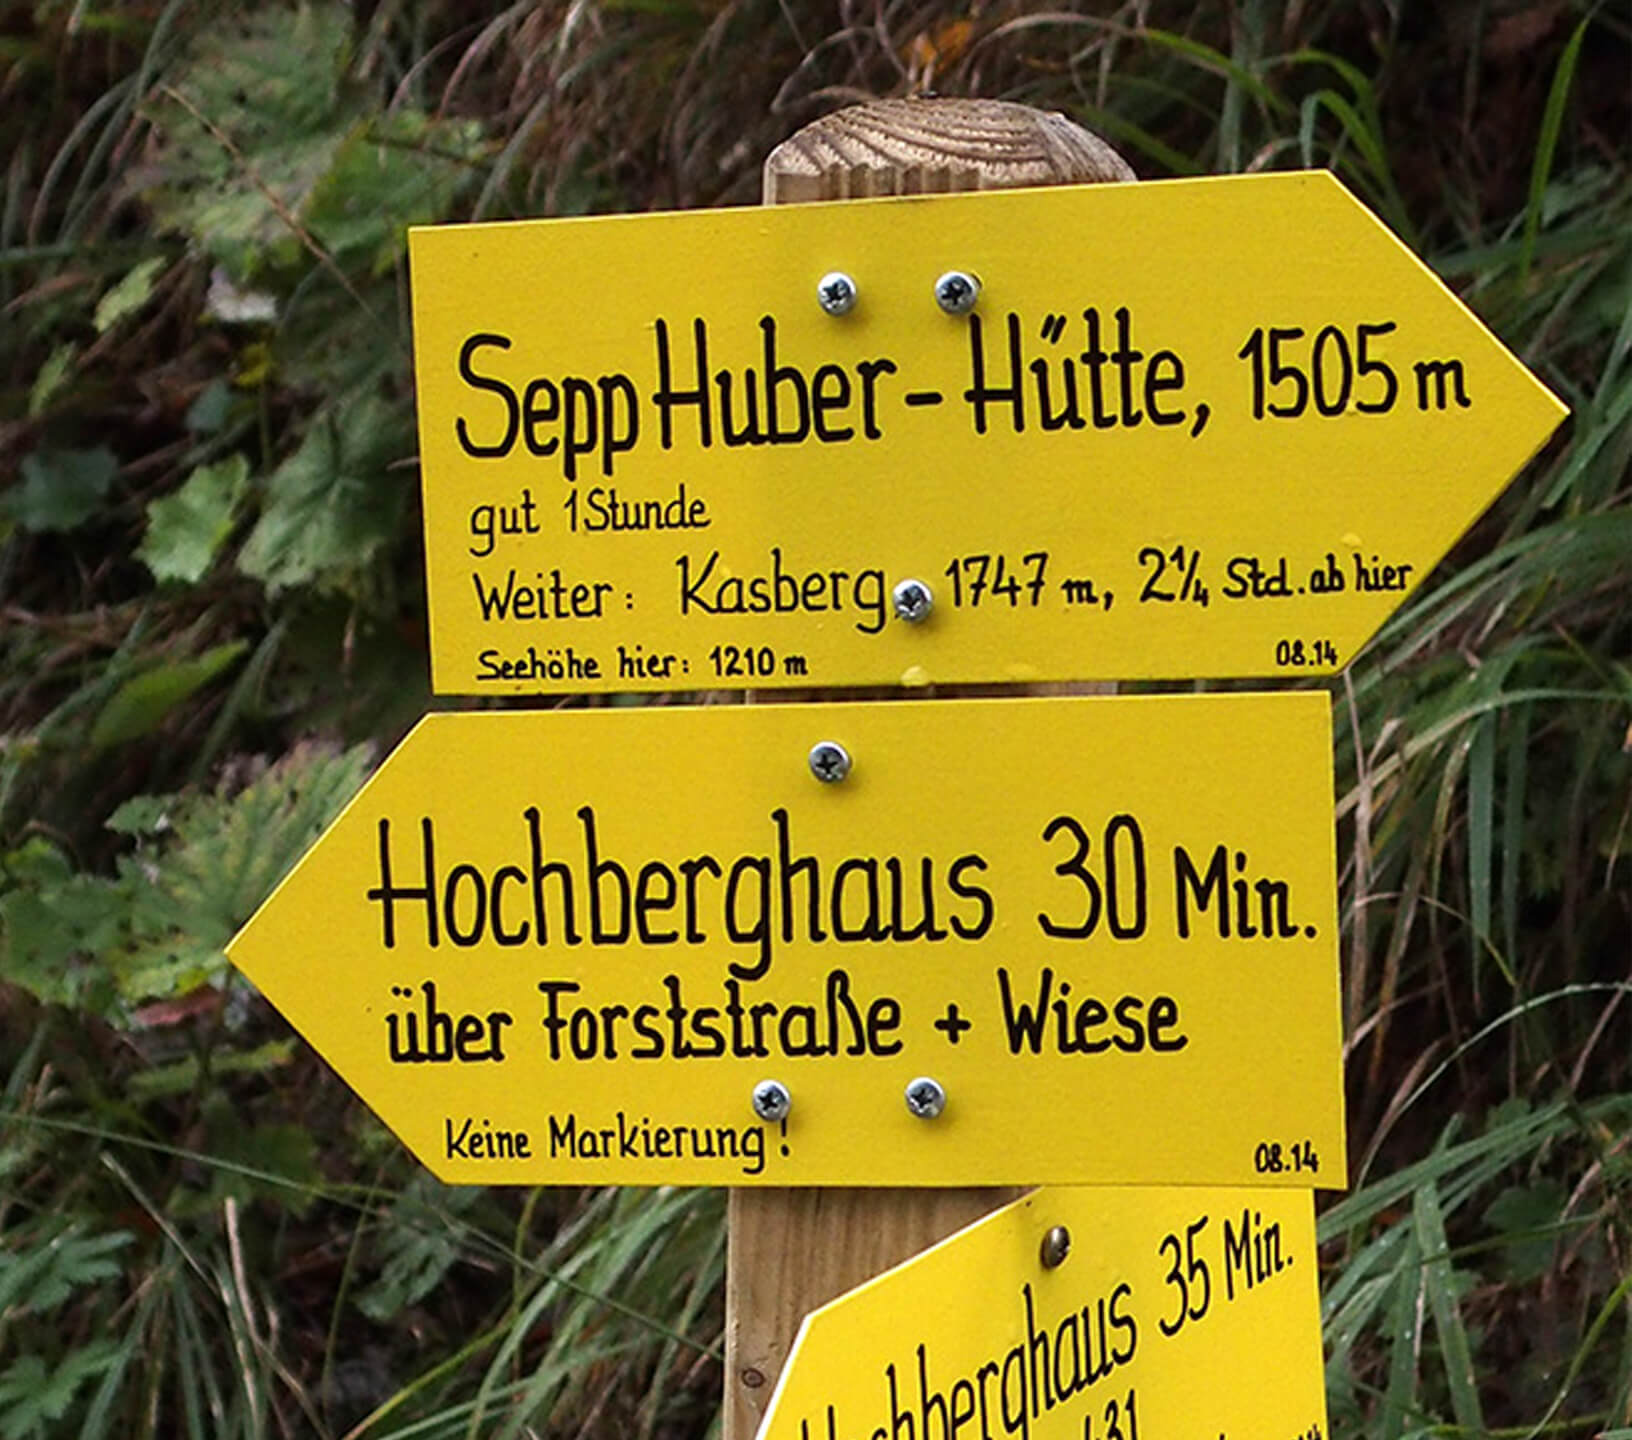 Sepp Huber-Hütte, 1505 m
gut 1 Stunde
Weiter: Kasberg 1747 m, 2¼ Std. ab hier
Seehöhe hier: 1210 m 08.14
Hochberghaus 30 Min.
über Forststraße + Wiese
Keine Markierung!
08.14
Hochberghaus 35 Min.
431